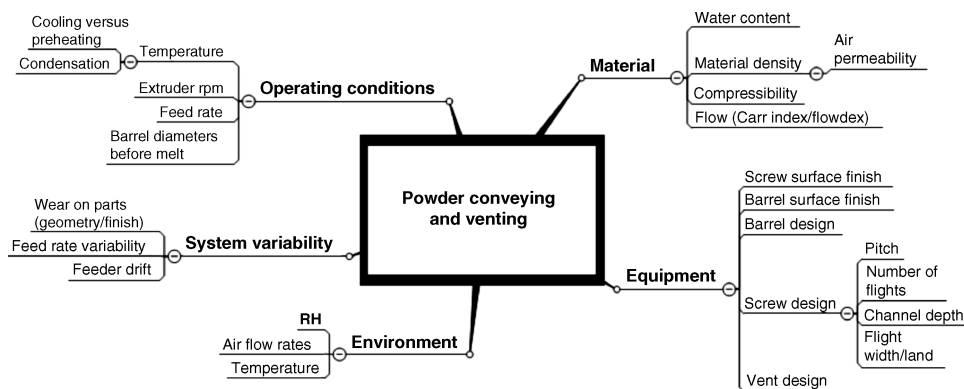 Cooling versus
preheating
Condensation
Temperature
Extruder rpm
Feed rate
Barrel diameters
before melt
Operating conditions
Material
Water content
Material density
Air
permeability
Compressibility
Flow (Carr index/flowdex)
Powder conveying
and venting
Wear on parts
(geometry/finish)
Feed rate variability
Feeder drift
System variability
Equipment
Screw surface finish
Barrel surface finish
Barrel design
Screw design
Pitch
Number of
flights
Channel depth
Flight
width/land
Vent design
RH
Air flow rates
Temperature
Environment